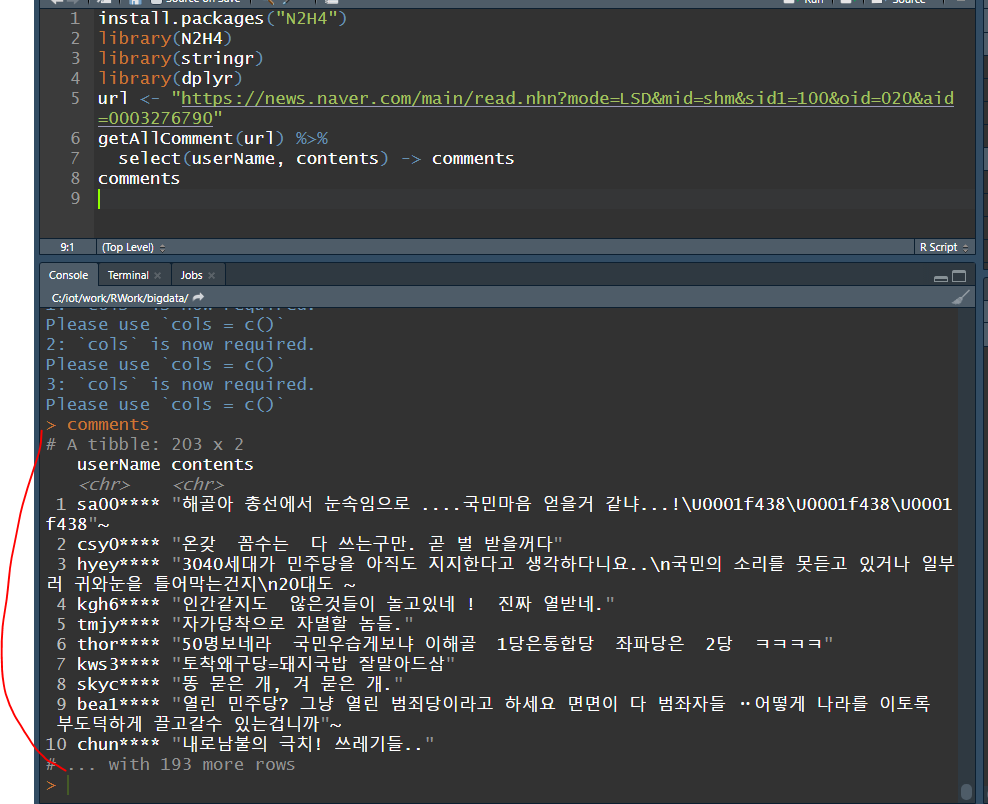 Source on Save
Run
Source
1 install.packages("N2H4")
2 library(N2H4)
3 library(stringr)
4 library(dplyr)
5 url <- "https://news.naver.com/main/read.nhn?mode=LSD&mid=shm&sid1=100&oid=020&aid
=0003276790"
6 getAllComment(url) %>%
7 select(userName, contents) -> comments
8 comments
9
9:1 (Top Level) R Script
Console Terminal Jobs
C:/iot/work/RWork/bigdata/
1: `cols` is now required.
Please use `cols = c()`
2: `cols` is now required.
Please use `cols = c()`
3: `cols` is now required.
Please use `cols = c()`
> comments
# A tibble: 203 x 2
userName contents
<chr> <chr>
1 sa00**** "해골아 총선에서 눈속임으로 ....국민마음 얻을거 같냐...!\U0001f438\U0001f438\U0001
f438"~
2 csy0**** "온갖 꼼수는 다 쓰는구만. 곧 벌 받을꺼다"
3 hyey**** "3040세대가 민주당을 아직도 지지한다고 생각하다니요..\n국민의 소리를 못듣고 있거나 일부
러 귀와눈을 틀어막는건지\n20대도 ~
4 kgh6**** "인간같지도 않은것들이 놀고있네 ! 진짜 열받네."
5 tmjy**** "자가당착으로 자멸할 놈들."
6 thor**** "50명보네라 국민우습게보냐 이해골 1당은통합당 좌파당은 2당 ㅋㅋㅋㅋ"
7 kws3**** "토착왜구당=돼지국밥 잘말아드삼"
8 skyc**** "똥 묻은 개, 겨 묻은 개."
9 bea1**** "열린 민주당? 그냥 열린 범죄당이라고 하세요 면면이 다 범좌자들 ··어떻게 나라를 이토록
부도덕하게 끌고갈수 있는겁니까"~
10 chun**** "내로남불의 극치! 쓰레기들.."
# ... with 193 more rows
>